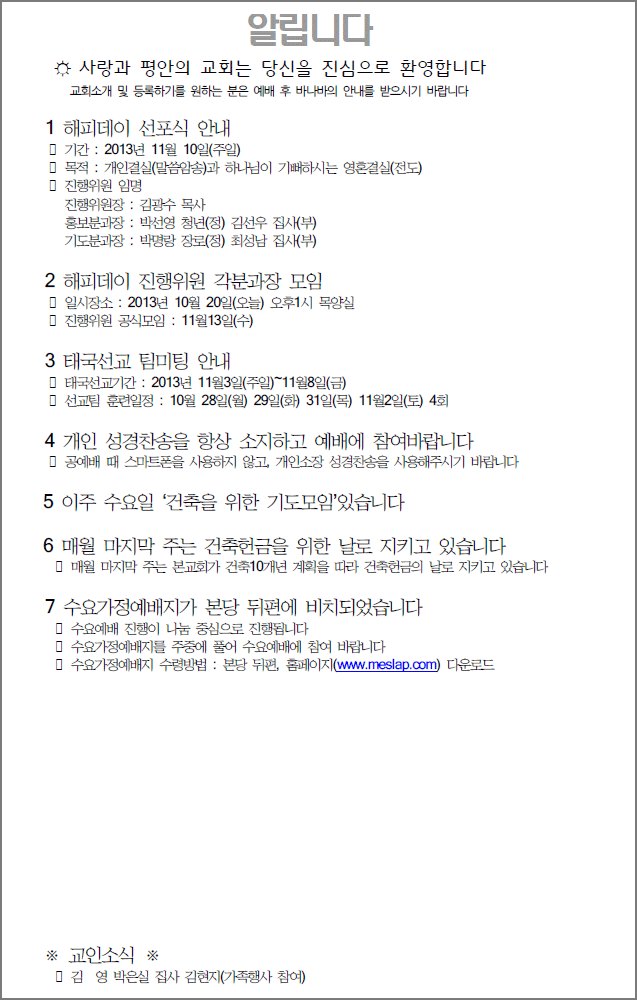 알립니다
☼ 사랑과 평안의 교회는 당신을 진심으로 환영합니다
교회소개 및 등록하기를 원하는 분은 예배 후 바나바의 안내를 받으시기 바랍니다
1 해피데이 선포식 안내
▯ 기간 : 2013년 11월 10일(주일)
▯ 목적 : 개인결실(말씀암송)과 하나님이 기뻐하시는 영혼결실(전도)
▯ 진행위원 임명
진행위원장 : 김광수 목사
홍보분과장 : 박선영 청년(정) 김선우 집사(부)
기도분과장 : 박명랑 장로(정) 최성남 집사(부)
2 해피데이 진행위원 각분과장 모임
▯ 일시장소 : 2013년 10월 20일(오늘) 오후1시 목양실
▯ 진행위원 공식모임 : 11월13일(수)
3 태국선교 팀미팅 안내
▯ 태국선교기간 : 2013년 11월3일(주일)~11월8일(금)
▯ 선교팀 훈련일정 : 10월 28일(월) 29일(화) 31일(목) 11월2일(토) 4회
4 개인 성경찬송을 항상 소지하고 예배에 참여바랍니다
▯ 공예배 때 스마트폰을 사용하지 않고, 개인소장 성경찬송을 사용해주시기 바랍니다
5 이주 수요일 ‘건축을 위한 기도모임’있습니다
6 매월 마지막 주는 건축헌금을 위한 날로 지키고 있습니다
▯ 매월 마지막 주는 본교회가 건축10개년 계획을 따라 건축헌금의 날로 지키고 있습니다
7 수요가정예배지가 본당 뒤편에 비치되었습니다
▯ 수요예배 진행이 나눔 중심으로 진행됩니다
▯ 수요가정예배지를 주중에 풀어 수요예배에 참여 바랍니다
▯ 수요가정예배지 수령방법 : 본당 뒤편, 홈페이지(www.meslap.com) 다운로드
※ 교인소식 ※
▯ 김 영 박은실 집사 김현지(가족행사 참여)